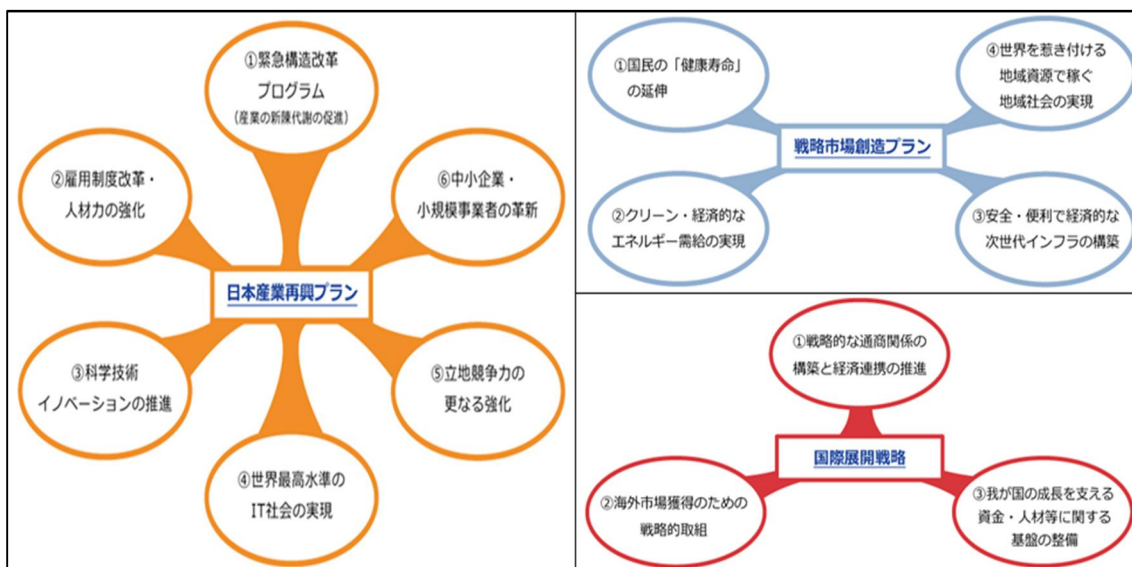 ①緊急構造改革
プログラム
(産業の新陳代謝の促進)
②雇用制度改革・
人材力の強化
⑥中小企業・
小規模事業者の革新
日本産業再興プラン
③科学技術
イノベーションの推進
⑤立地競争力の
更なる強化
④世界最高水準の
IT社会の実現
①国民の「健康寿命」
の延伸
④世界を惹き付ける
地域資源で稼ぐ
地域社会の実現
戦略市場創造プラン
②クリーン・経済的な
エネルギー需給の実現
③安全・便利で経済的な
次世代インフラの構築
①戦略的な通商関係の
構築と経済連携の推進
国際展開戦略
②海外市場獲得のための
戦略的取組
③我が国の成長を支える
資金・人材等に関する
基盤の整備